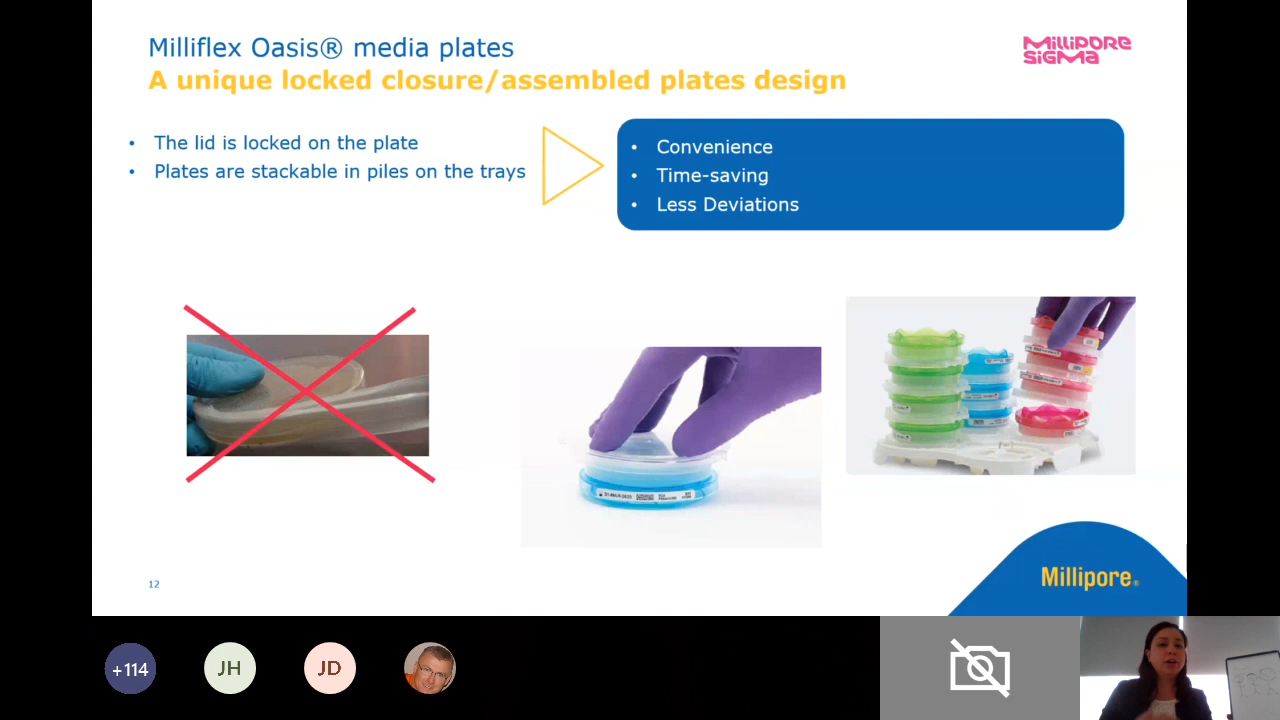 Milliflex Oasis® media plates
A unique locked closure/assembled plates design
MilliPORE
SIGMa
• The lid is locked on the plate
• Plates are stackable in piles on the trays
• Convenience
• Time-saving
• Less Deviations
12
Millipore®
+114
JH
JD